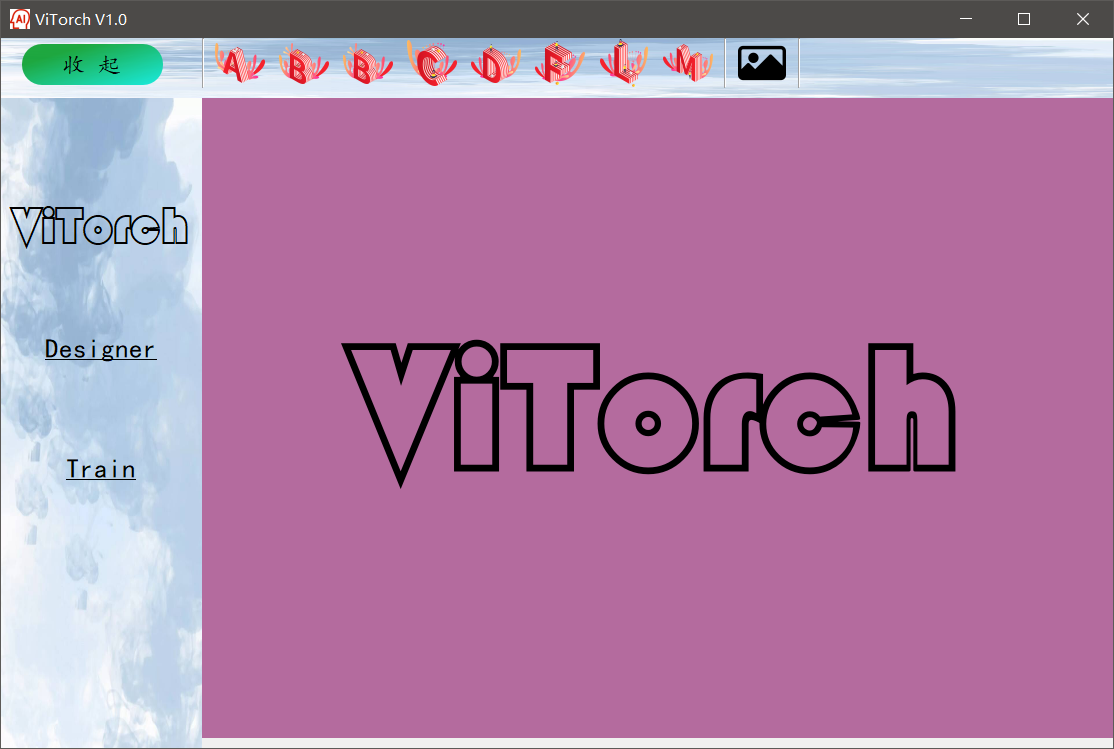 ViTorch V1.0
收 起
A B B C D F L M
ViTorch
Designer
Train
ViTorch